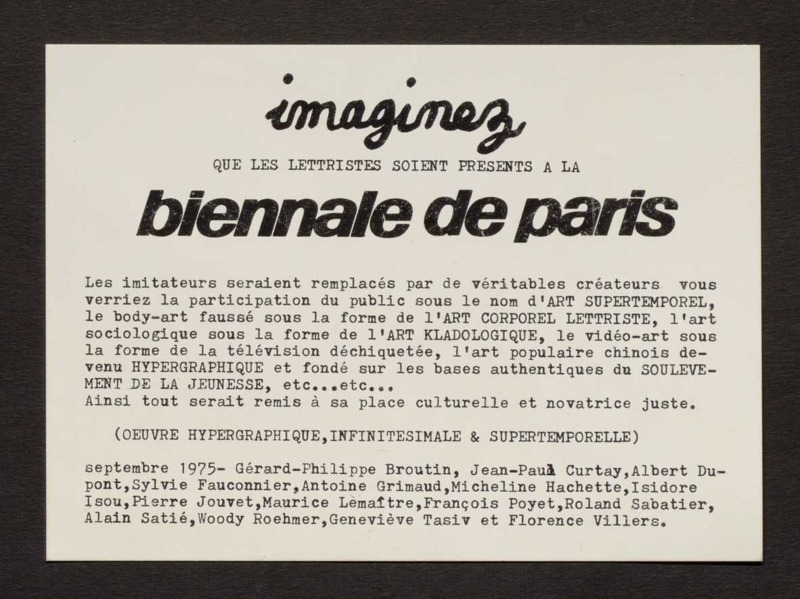 imaginez
QUE LES LETTRISTES SOIENT PRESENTS A LA
biennale de paris
Les imitateurs seraient remplacés par de véritables créateurs vous
verriez la participation du public sous le nom d'ART SUPERTEMPOREL,
le body-art faussé sous la forme de l'ART CORPOREL LETTRISTE, l'art
sociologique sous la forme de l'ART KLADOLOGIQUE, le vidéo-art sous
la forme de la télévision déchiquetée, l'art populaire chinois de-
venu HYPERGRAPHIQUE et fondé sur les bases authentiques du SOULEVE-
MENT DE LA JEUNESSE, etc...etc...
Ainsi tout serait remis à sa place culturelle et novatrice juste.
(OEUVRE HYPERGRAPHIQUE,INFINITESIMALE & SUPERTEMPORELLE)
septembre 1975- Gérard-Philippe Broutin, Jean-Paul Curtay,Albert Du-
pont,Sylvie Fauconnier,Antoine Grimaud,Micheline Hachette,Isidore
Isou,Pierre Jouvet,Maurice Lemaître,François Poyet,Roland Sabatier,
Alain Satié,Woody Roehmer,Geneviève Tasiv et Florence Villers.